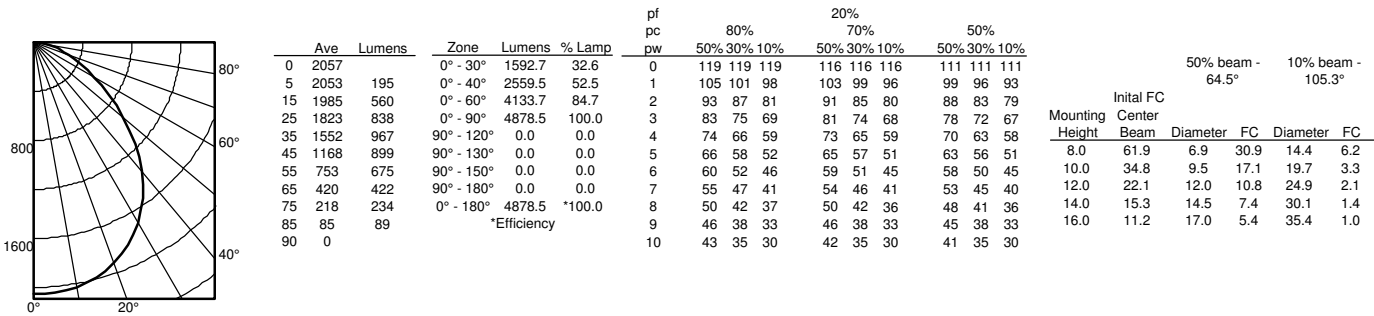 800
1600
0°
20°
40°
60°
80°
Ave Lumens
0 2057
5 2053 195
15 1985 560
25 1823 838
35 1552 967
45 1168 899
55 753 675
65 420 422
75 218 234
85 85 89
90 0
Zone Lumens % Lamp
0° - 30° 1592.7 32.6
0° - 40° 2559.5 52.5
0° - 60° 4133.7 84.7
0° - 90° 4878.5 100.0
90° - 120° 0.0 0.0
90° - 130° 0.0 0.0
90° - 150° 0.0 0.0
90° - 180° 0.0 0.0
0° - 180° 4878.5 *100.0
*Efficiency
pf 20%
pc 80% 70% 50%
pw 50% 30% 10% 50% 30% 10% 50% 30% 10%
0 119 119 119 116 116 116 111 111 111
1 105 101 98 103 99 96 99 96 93
2 93 87 81 91 85 80 88 83 79
3 83 75 69 81 74 68 78 72 67
4 74 66 59 73 65 59 70 63 58
5 66 58 52 65 57 51 63 56 51
6 60 52 46 59 51 45 58 50 45
7 55 47 41 54 46 41 53 45 40
8 50 42 37 50 42 36 48 41 36
9 46 38 33 46 38 33 45 38 33
10 43 35 30 42 35 30 41 35 30
50% beam - 10% beam -
64.5° 105.3°
Inital FC
Mounting Center
Height Beam Diameter FC Diameter FC
8.0 61.9 6.9 30.9 14.4 6.2
10.0 34.8 9.5 17.1 19.7 3.3
12.0 22.1 12.0 10.8 24.9 2.1
14.0 15.3 14.5 7.4 30.1 1.4
16.0 11.2 17.0 5.4 35.4 1.0